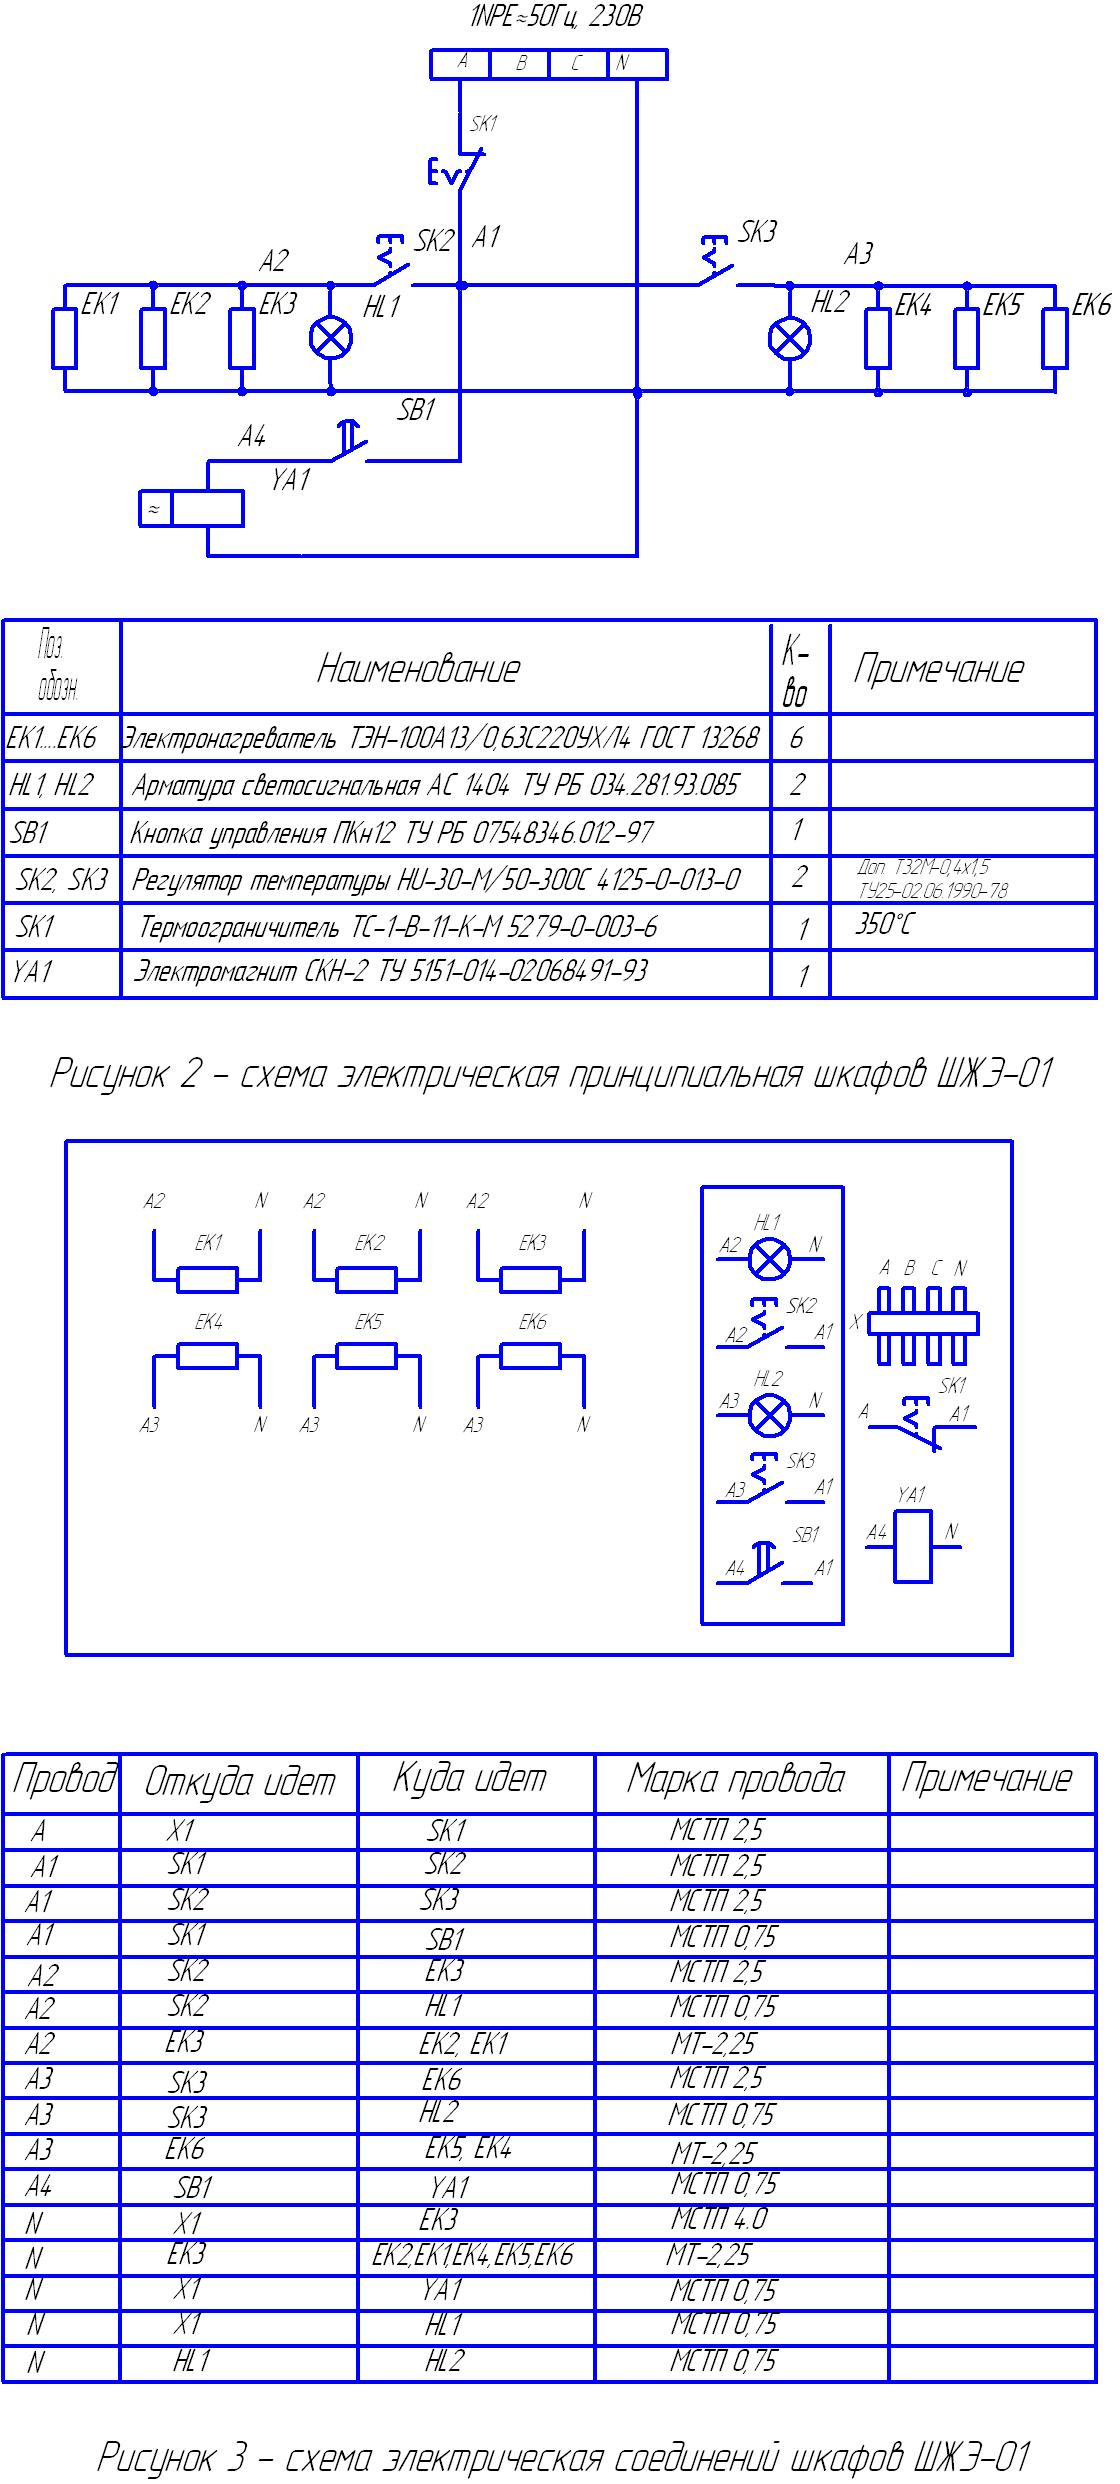 1NPE≈50Гц, 230В
A B C N
SK1
SK2 A1 SK3
A2 A3
EK1 EK2 EK3 HL1 HL2 EK4 EK5 EK6
SB1
A4
YA1
≈
Поз. обозн. Наименование К-во Примечание
EK1...EK6 Электронагреватель ТЭН-100А13/0,63С220УХЛ4 ГОСТ 13268 6
HL1, HL2 Арматура светосигнальная АС 1404 ТУ РБ 034.281.93.085 2
SB1 Кнопка управления ПКн12 ТУ РБ 07548346.012-97 1
SK2, SK3 Регулятор температуры HU-30-M/50-300C 4125-0-013-0 2 Доп. Т32М-0,4х1,5
ТУ25-02.06.1990-78
SK1 Термоограничитель ТС-1-В-11-К-М 5279-0-003-6 1 350°С
YA1 Электромагнит СКН-2 ТУ 5151-014-02068491-93 1
Рисунок 2 - схема электрическая принципиальная шкафов ШЖЭ-01
A2 N A2 N A2 N
EK1 EK2 EK3
EK4 EK5 EK6
A3 N A3 N A3 N
HL1
A2 N
SK2
A2 A1
HL2
A3 N
SK3
A3 A1
SB1
A4 A1
A B C N
X
SK1
A A1
YA1
A4 N
Провод Откуда идет Куда идет Марка провода Примечание
A X1 SK1 МСТП 2,5
A1 SK1 SK2 МСТП 2,5
A1 SK2 SK3 МСТП 2,5
A1 SK1 SB1 МСТП 0,75
A2 SK2 EK3 МСТП 2,5
A2 SK2 HL1 МСТП 0,75
A2 EK3 EK2, EK1 МТ-2,25
A3 SK3 EK6 МСТП 2,5
A3 SK3 HL2 МСТП 0,75
A3 EK6 EK5, EK4 МТ-2,25
A4 SB1 YA1 МСТП 0,75
N X1 EK3 МСТП 4.0
N EK3 EK2,EK1,EK4,EK5,EK6 МТ-2,25
N X1 YA1 МСТП 0,75
N X1 HL1 МСТП 0,75
N HL1 HL2 МСТП 0,75
Рисунок 3 - схема электрическая соединений шкафов ШЖЭ-01